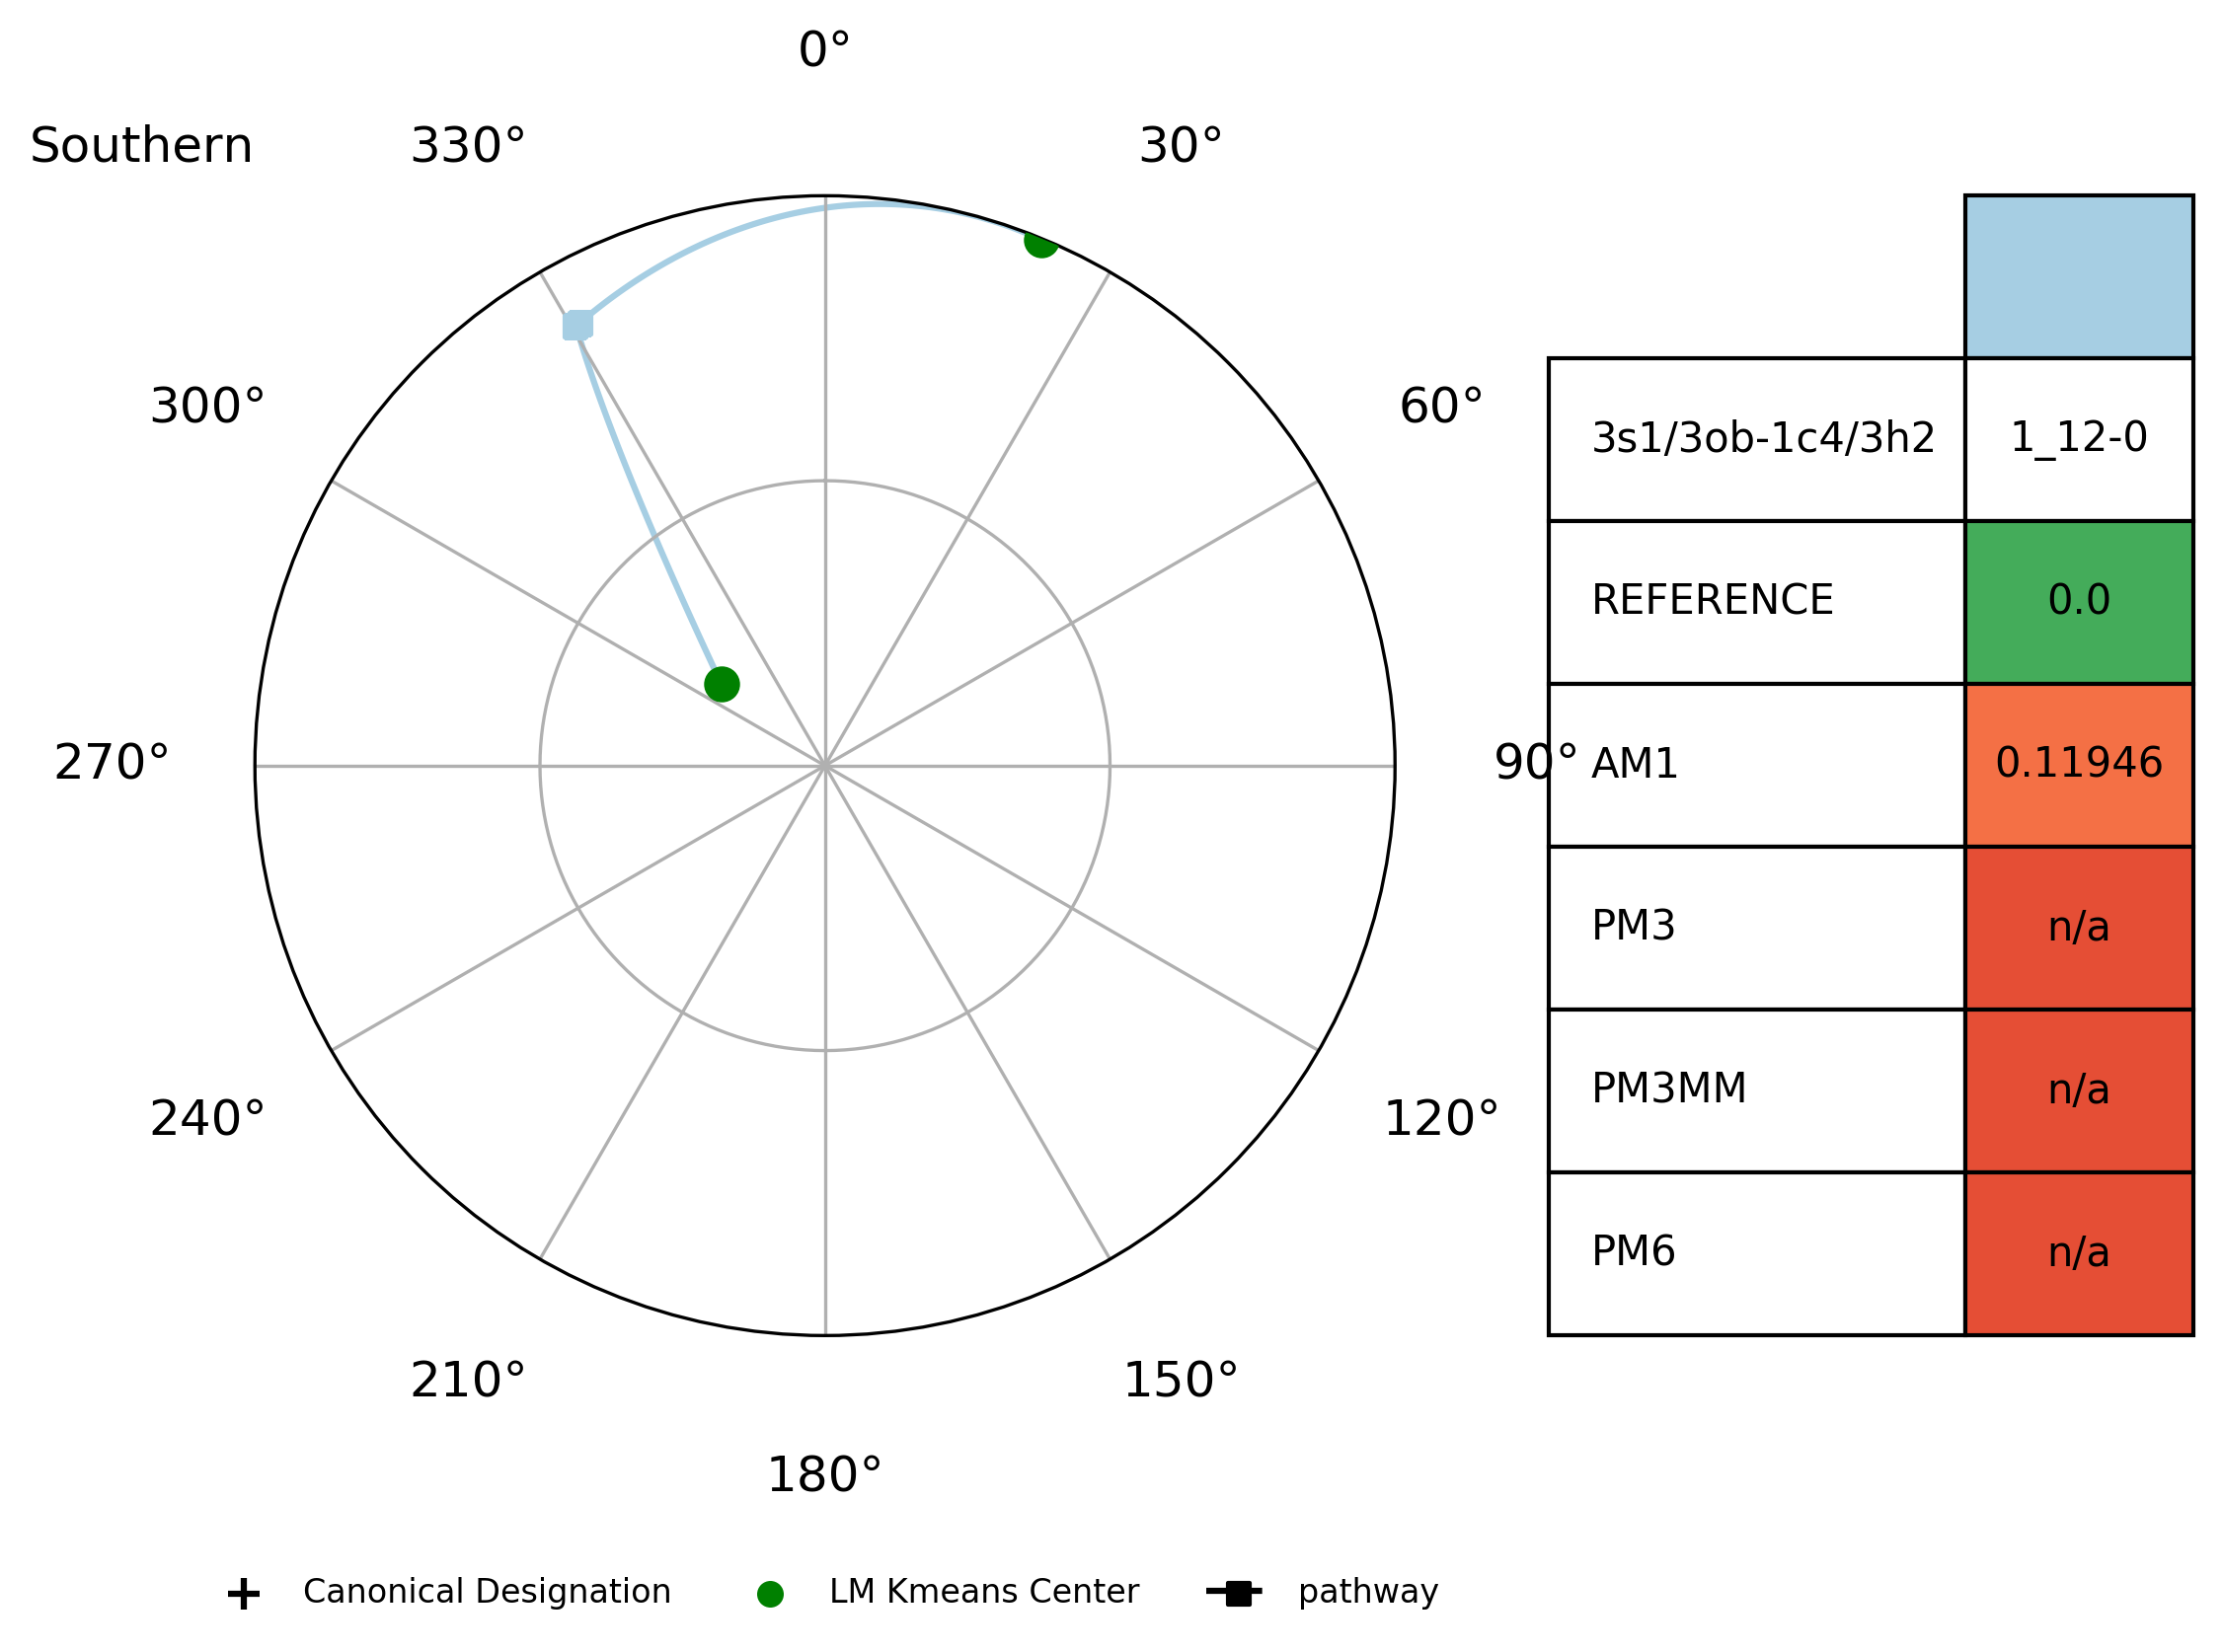 0°
Southern
330°
30°
300°
60°
270°
90°
240°
120°
210°
150°
180°
3s1/3ob-1c4/3h2 1_12-0
REFERENCE 0.0
AM1 0.11946
PM3 n/a
PM3MM n/a
PM6 n/a
Canonical Designation LM Kmeans Center pathway